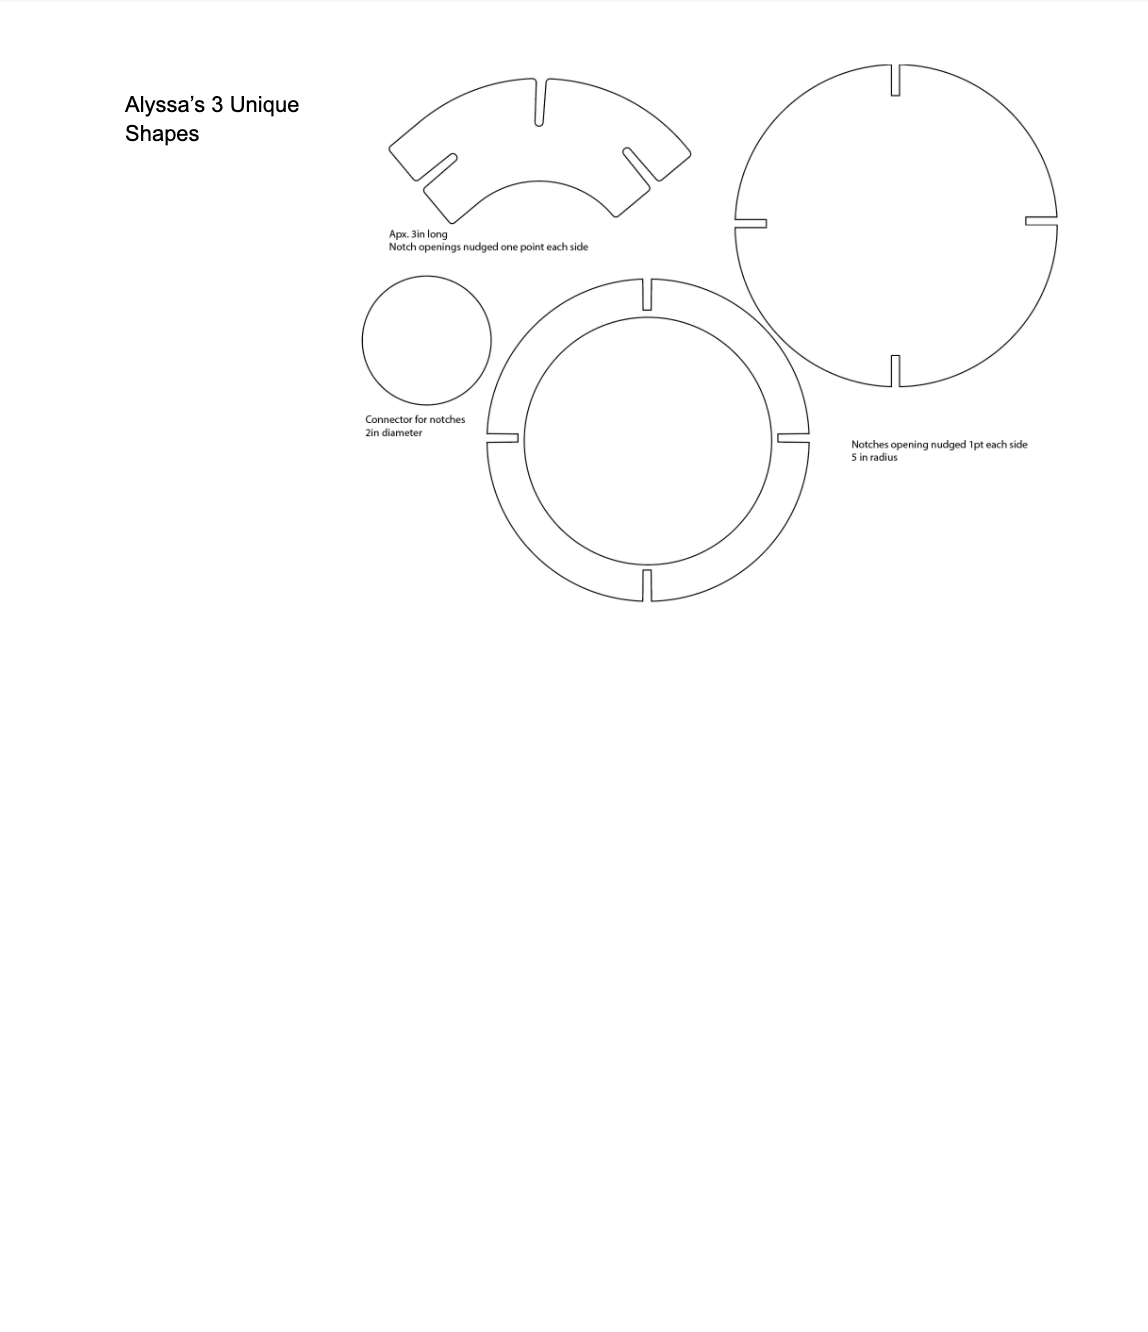 Alyssa’s 3 Unique
Shapes
Apx. 3in long
Notch openings nudged one point each side
Connector for notches
2in diameter
Notches opening nudged 1pt each side
5 in radius